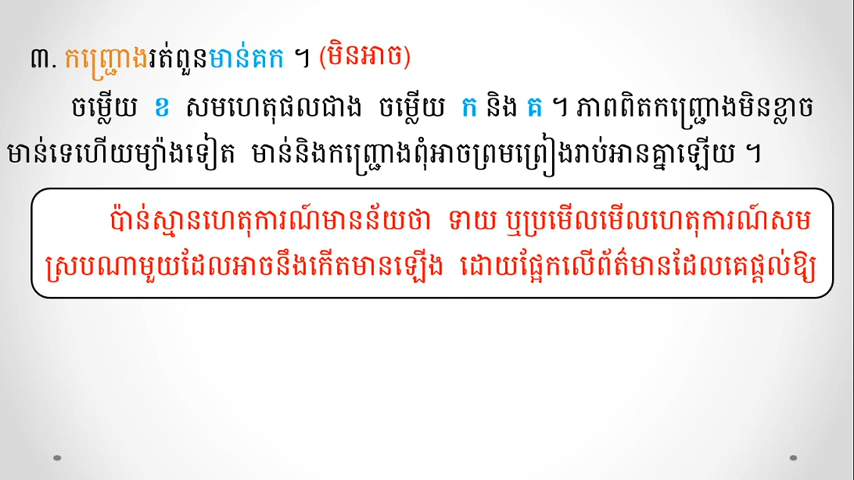 ៣. កញ្ជ្រោងរត់ពួនមាន់គក ។ (មិនអាច)
ចម្លើយ ខ សមហេតុផលជាង ចម្លើយ ក និង គ ។ ភាពពិតកញ្ជ្រោងមិនខ្លាច
មាន់ទេហើយម្យ៉ាងទៀត មាន់និងកញ្ជ្រោងពុំអាចព្រមព្រៀងរាប់អានគ្នាឡើយ ។
ប៉ាន់ស្មានហេតុការណ៍មានន័យថា ទាយ ឬប្រមើលមើលហេតុការណ៍សម
ស្របណាមួយដែលអាចនឹងកើតមានឡើង ដោយផ្អែកលើព័ត៌មានដែលគេផ្តល់ឱ្យ